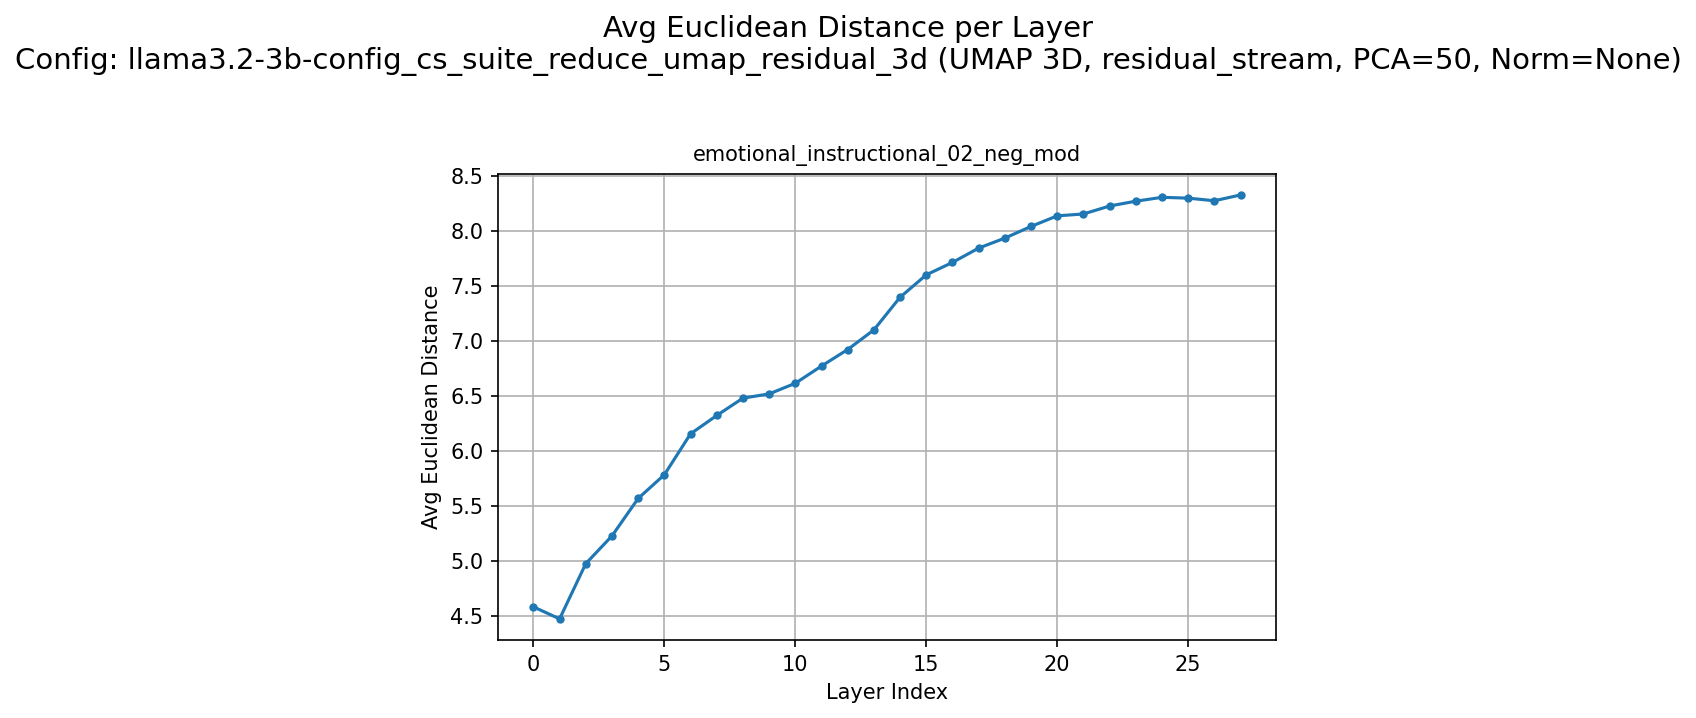 Avg Euclidean Distance per Layer
Config: llama3.2-3b-config_cs_suite_reduce_umap_residual_3d (UMAP 3D, residual_stream, PCA=50, Norm=None)
emotional_instructional_02_neg_mod
8.5
8.0
7.5
7.0
6.5
6.0
5.5
5.0
4.5
Avg Euclidean Distance
0 5 10 15 20 25
Layer Index